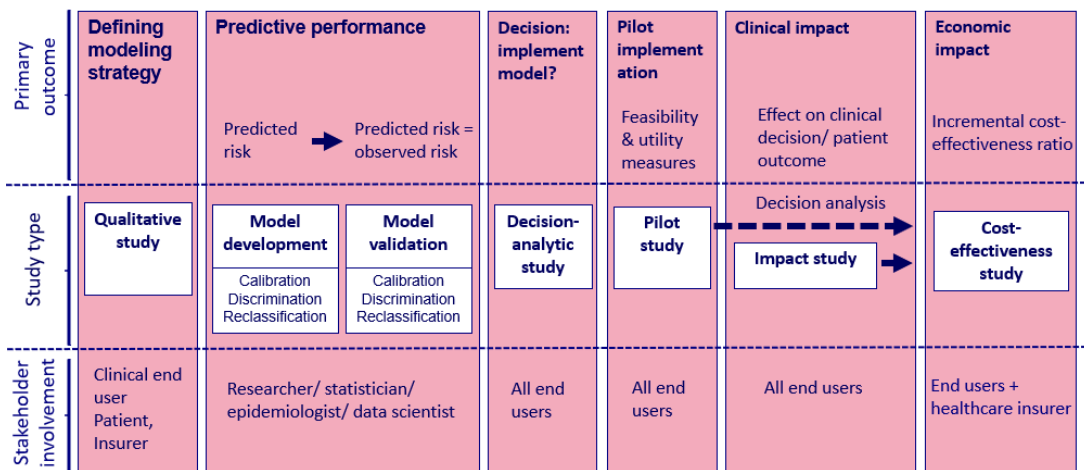 Primary
outcome
Defining
modeling
strategy
Predictive performance
Predicted
risk
Predicted risk =
observed risk
Decision:
implement
model?
Pilot
implement
ation
Feasibility
& utility
measures
Clinical impact
Effect on clinical
decision/ patient
outcome
Economic
impact
Incremental cost-
effectiveness ratio
Study type
Qualitative
study
Model
development
Calibration
Discrimination
Reclassification
Model
validation
Calibration
Discrimination
Reclassification
Decision-
analytic
study
Pilot
study
Decision analysis
Impact study
Cost-
effectiveness
study
Stakeholder
involvement
Clinical end
user
Patient,
Insurer
Researcher/ statistician/
epidemiologist/ data scientist
All end
users
All end
users
All end users
End users +
healthcare insurer